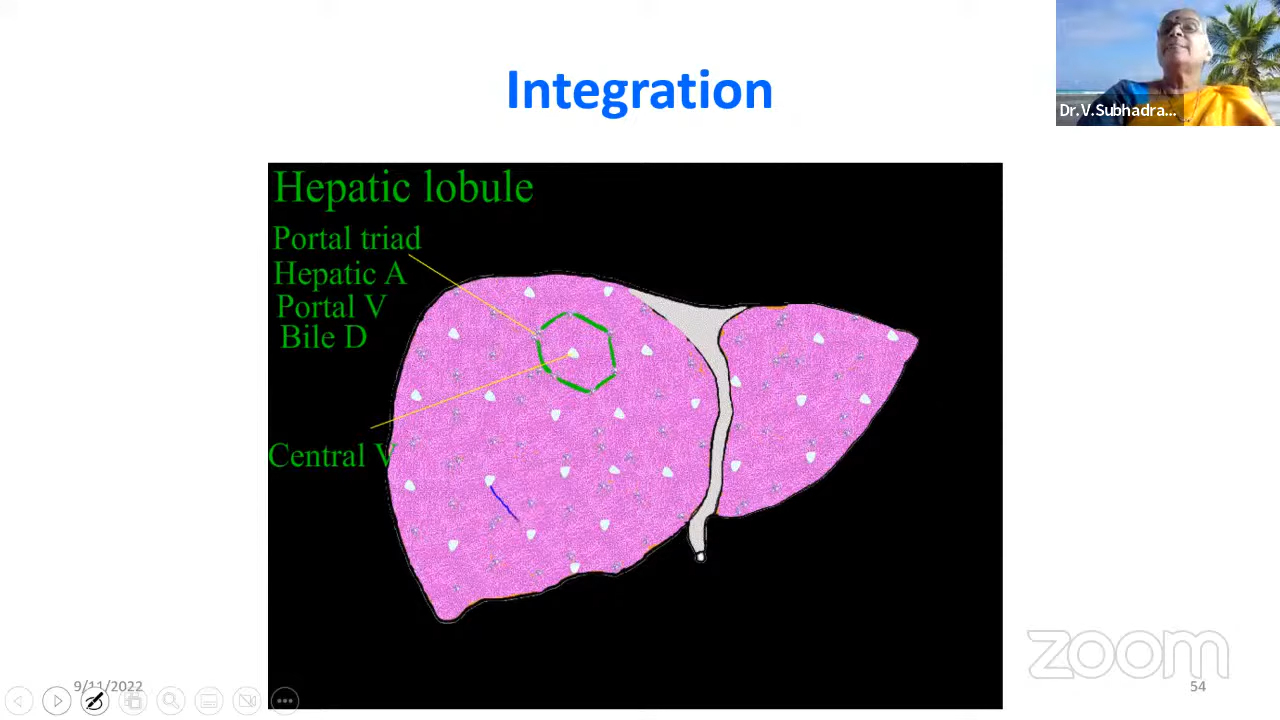 Integration
Dr.V.Subhadra...
Hepatic lobule
Portal triad
Hepatic A
Portal V
Bile D
Central V
zoom
9/11/2022
54